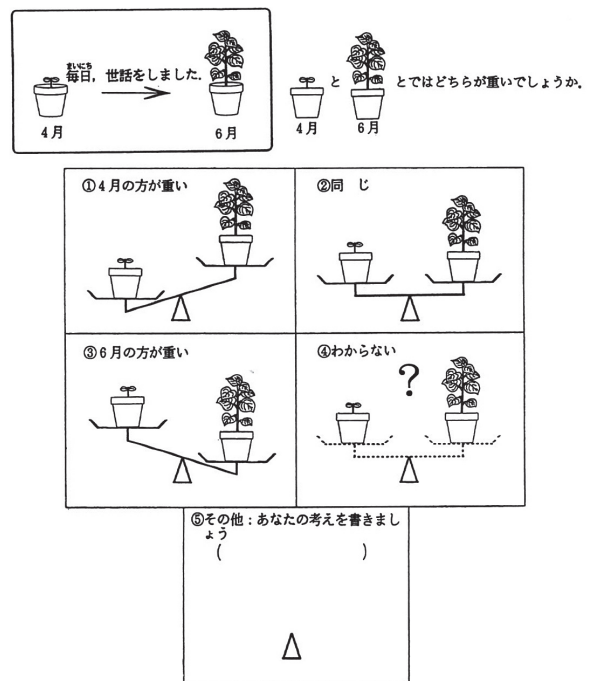 まいにち
毎日，世話をしました．
4月
6月
と
とではどちらが重いでしょうか．
4月
6月
①4月の方が重い
②同　じ
③6月の方が重い
④わからない
？
⑤その他：あなたの考えを書きまし
ょう
（　　　　　　　　　）